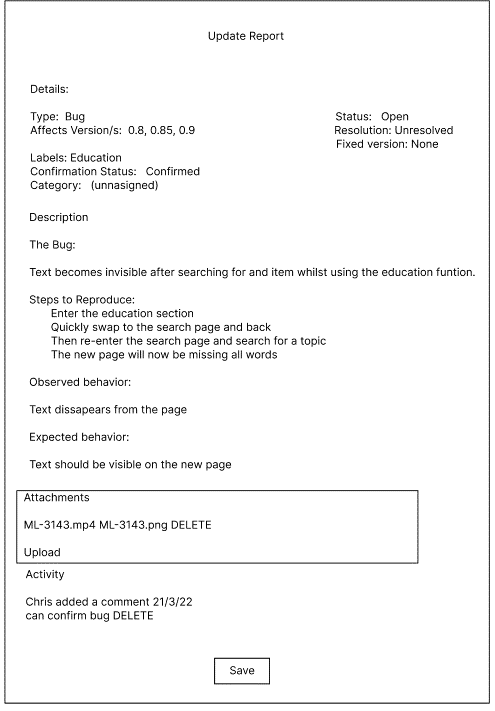 Update Report
Details:
Type: Bug
Status: Open
Affects Version/s: 0.8, 0.85, 0.9
Resolution: Unresolved
Fixed version: None
Labels: Education
Confirmation Status: Confirmed
Category: (unnasigned)
Description
The Bug:
Text becomes invisible after searching for and item whilst using the education funtion.
Steps to Reproduce:
Enter the education section
Quickly swap to the search page and back
Then re-enter the search page and search for a topic
The new page will now be missing all words
Observed behavior:
Text dissapears from the page
Expected behavior:
Text should be visible on the new page
Attachments
ML-3143.mp4 ML-3143.png DELETE
Upload
Activity
Chris added a comment 21/3/22
can confirm bug DELETE
Save